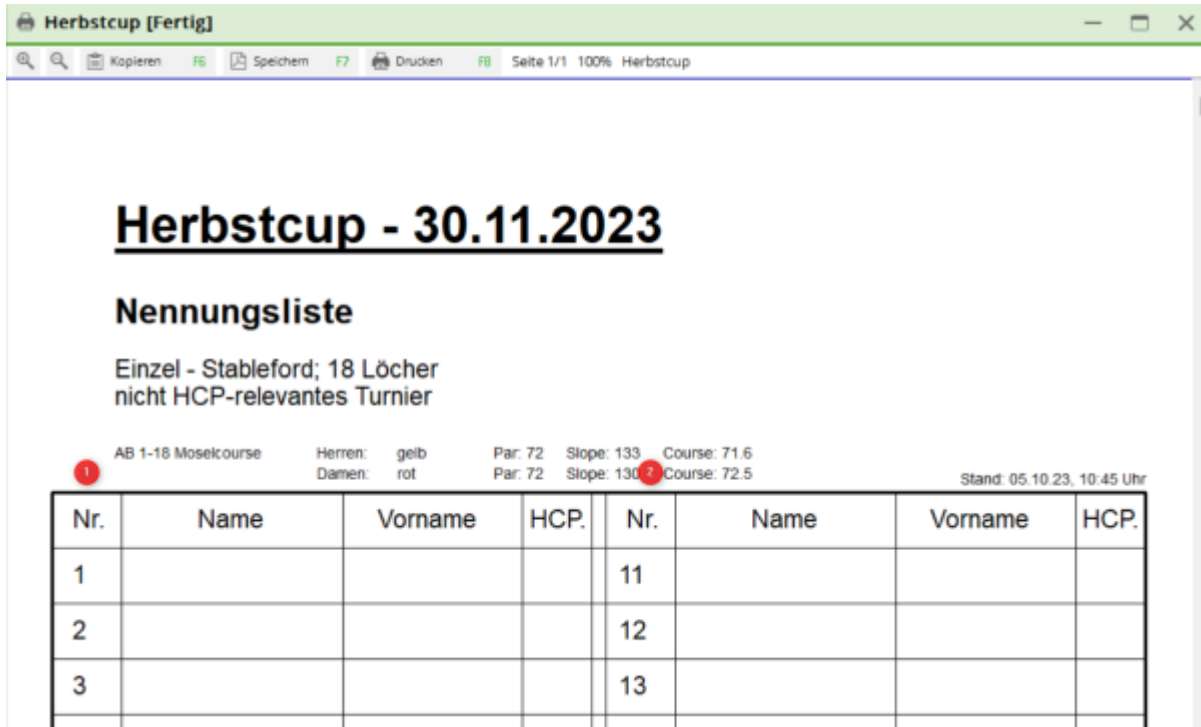 Herbstcup [Fertig]
Kopieren F6 Speichern F7 Drucken F8 Seite 1/1 100% Herbstcup
Herbstcup - 30.11.2023
Nennungsliste
Einzel - Stableford; 18 Löcher
nicht HCP-relevantes Turnier
AB 1-18 Moselcourse Herren: gelb Par: 72 Slope: 133 Course: 71.6
1 Damen: rot Par: 72 Slope: 130 2 Course: 72.5
Stand: 05.10.23, 10:45 Uhr
Nr. Name Vorname HCP. Nr. Name Vorname HCP.
1 11
2 12
3 13